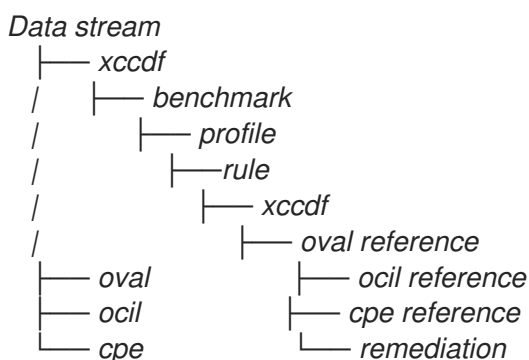 Data stream
├── xccdf
/ ├── benchmark
/ ├── profile
/ ├──rule
/ ├── xccdf
/ ├── oval reference
├── oval ├── ocil reference
├── ocil ├── cpe reference
└── cpe └── remediation